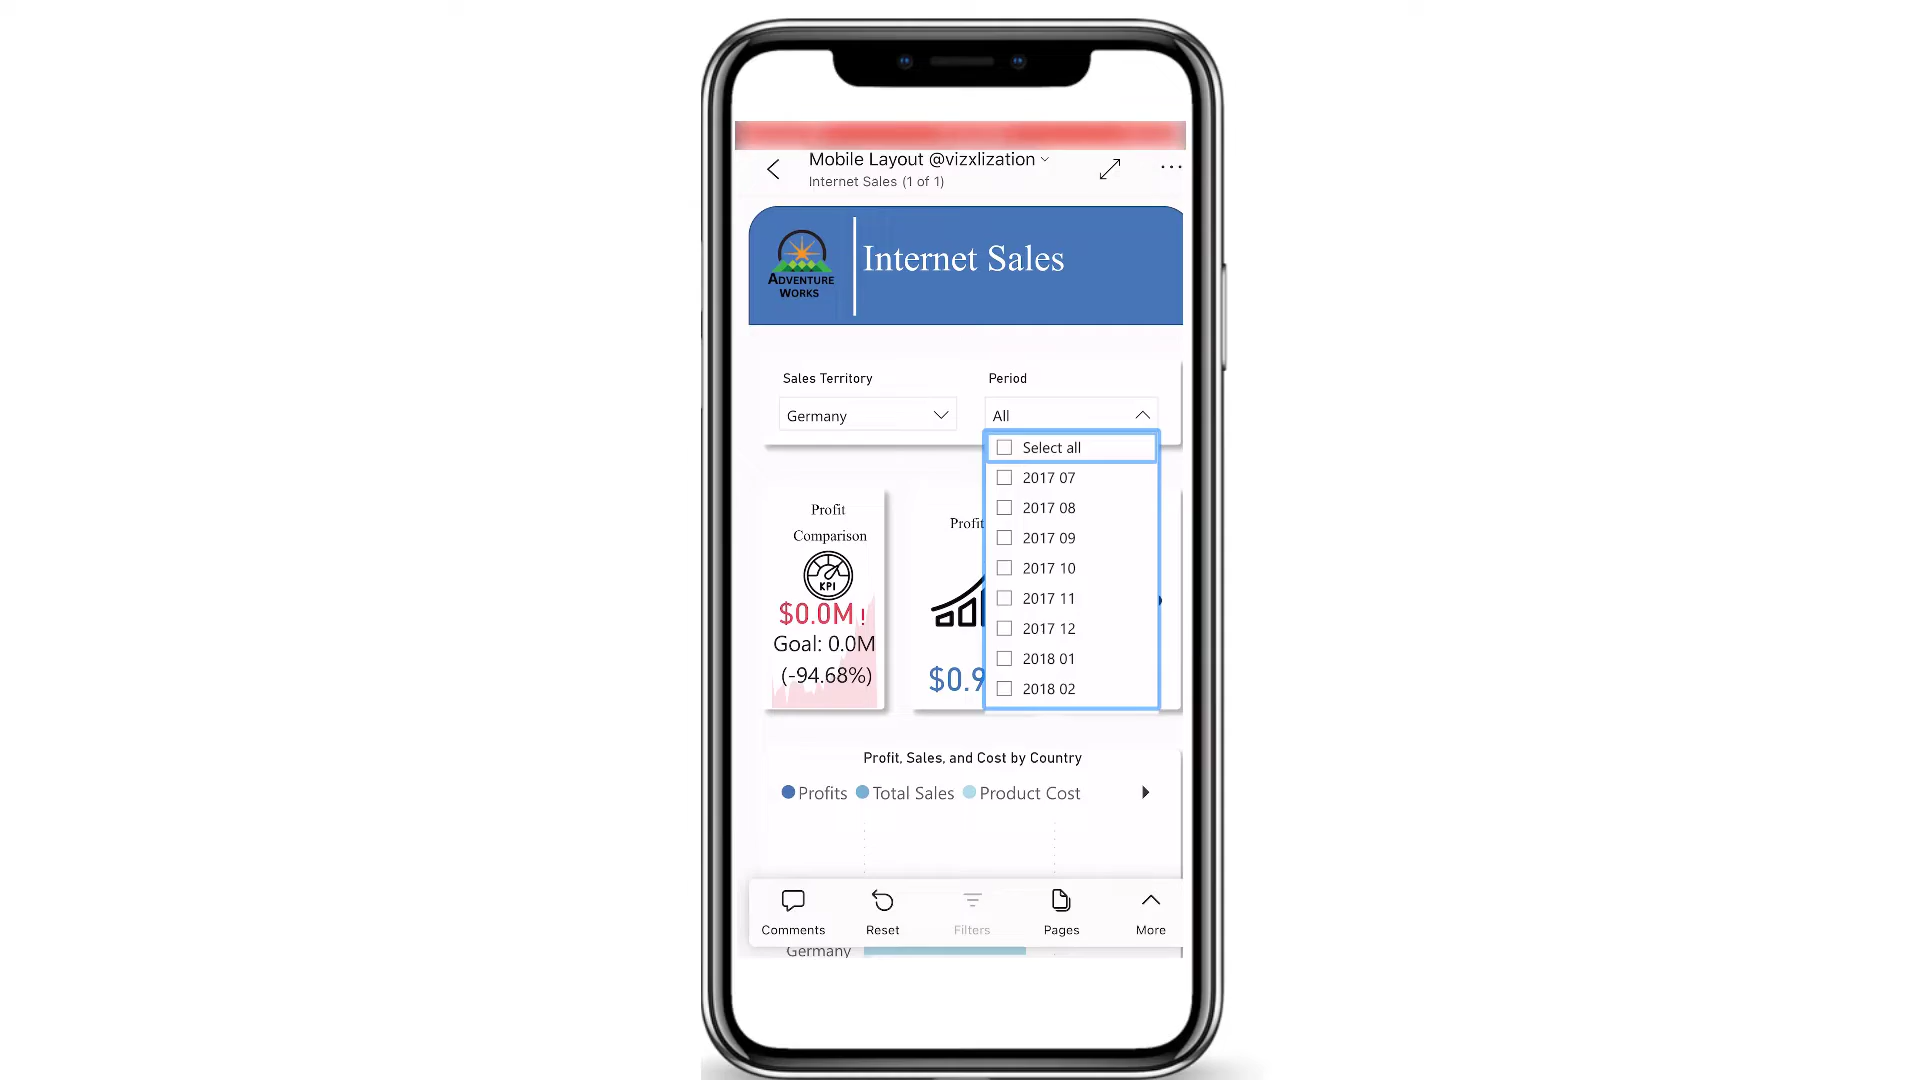 Mobile Layout @vizxlization
Internet Sales (1 of 1)
ADVENTURE
WORKS
Internet Sales
Sales Territory
Period
Germany
All
Select all
2017 07
2017 08
2017 09
2017 10
2017 11
2017 12
2018 01
2018 02
Profit
Comparison
KPI
$0.0M!
Goal: 0.0M
(-94.68%)
Profit
$0.9
Profit, Sales, and Cost by Country
Profits Total Sales Product Cost
Comments
Reset
Filters
Pages
More
Germany